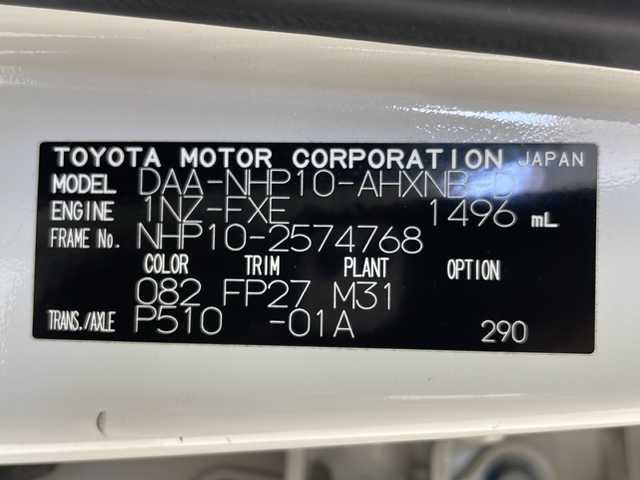 TOYOTA MOTOR CORPORATION JAPAN
MODEL DAA-NHP10-AHXNB-D
ENGINE 1NZ-FXE 1496 mL
FRAME No. NHP10-2574768
COLOR TRIM PLANT OPTION
082 FP27 M31
TRANS./AXLE P510 -01A 290